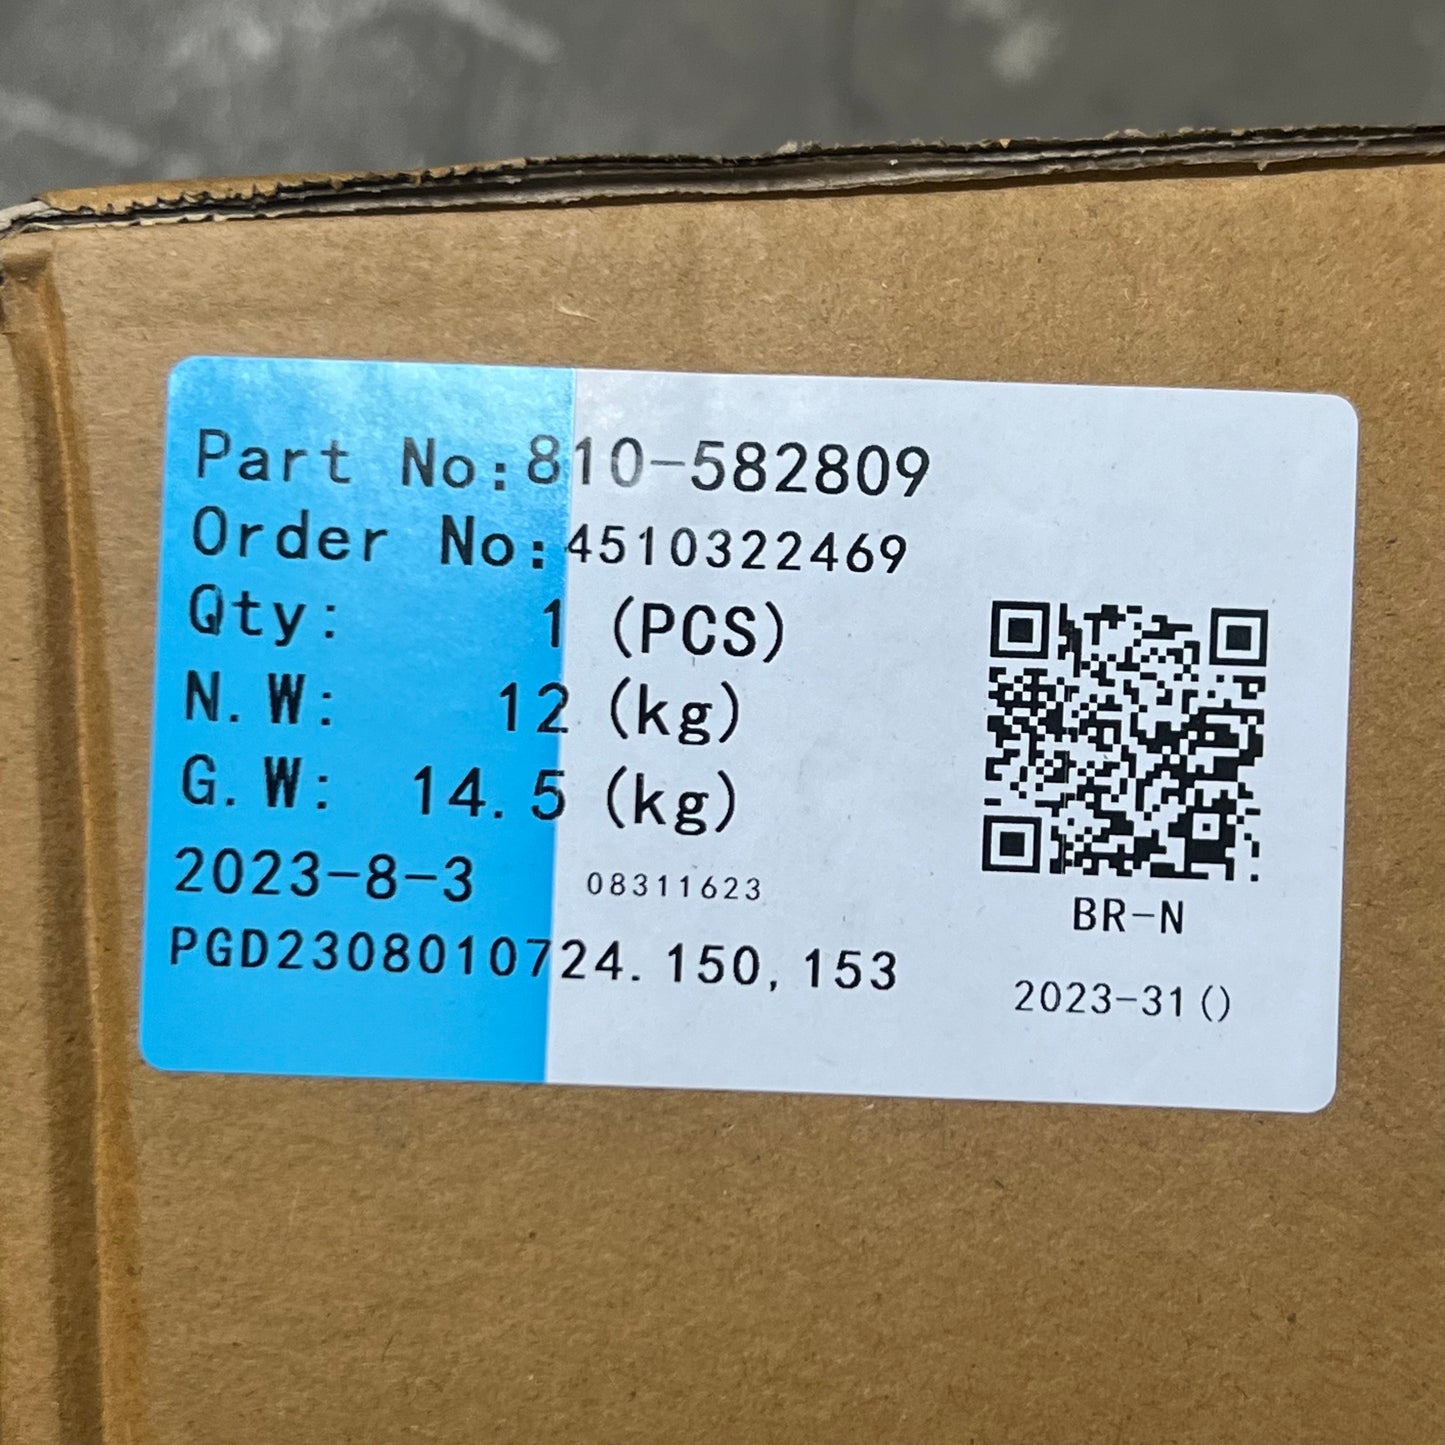 Part No:810-582809
Order No:4510322469
Qty: 1 (PCS)
N.W: 12 (kg)
G.W: 14.5 (kg)
2023-8-3 08311623
PGD2308010724.150,153
BR-N
2023-31()